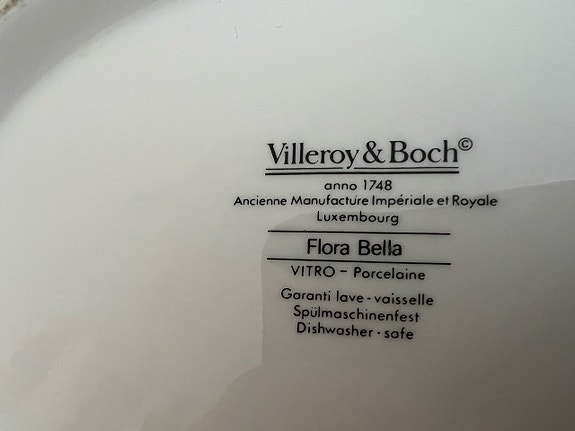 Villeroy & Boch©
anno 1748
Ancienne Manufacture Impériale et Royale
Luxembourg
Flora Bella
VITRO - Porcelaine
Garanti lave-vaisselle
Spülmaschinenfest
Dishwasher-safe